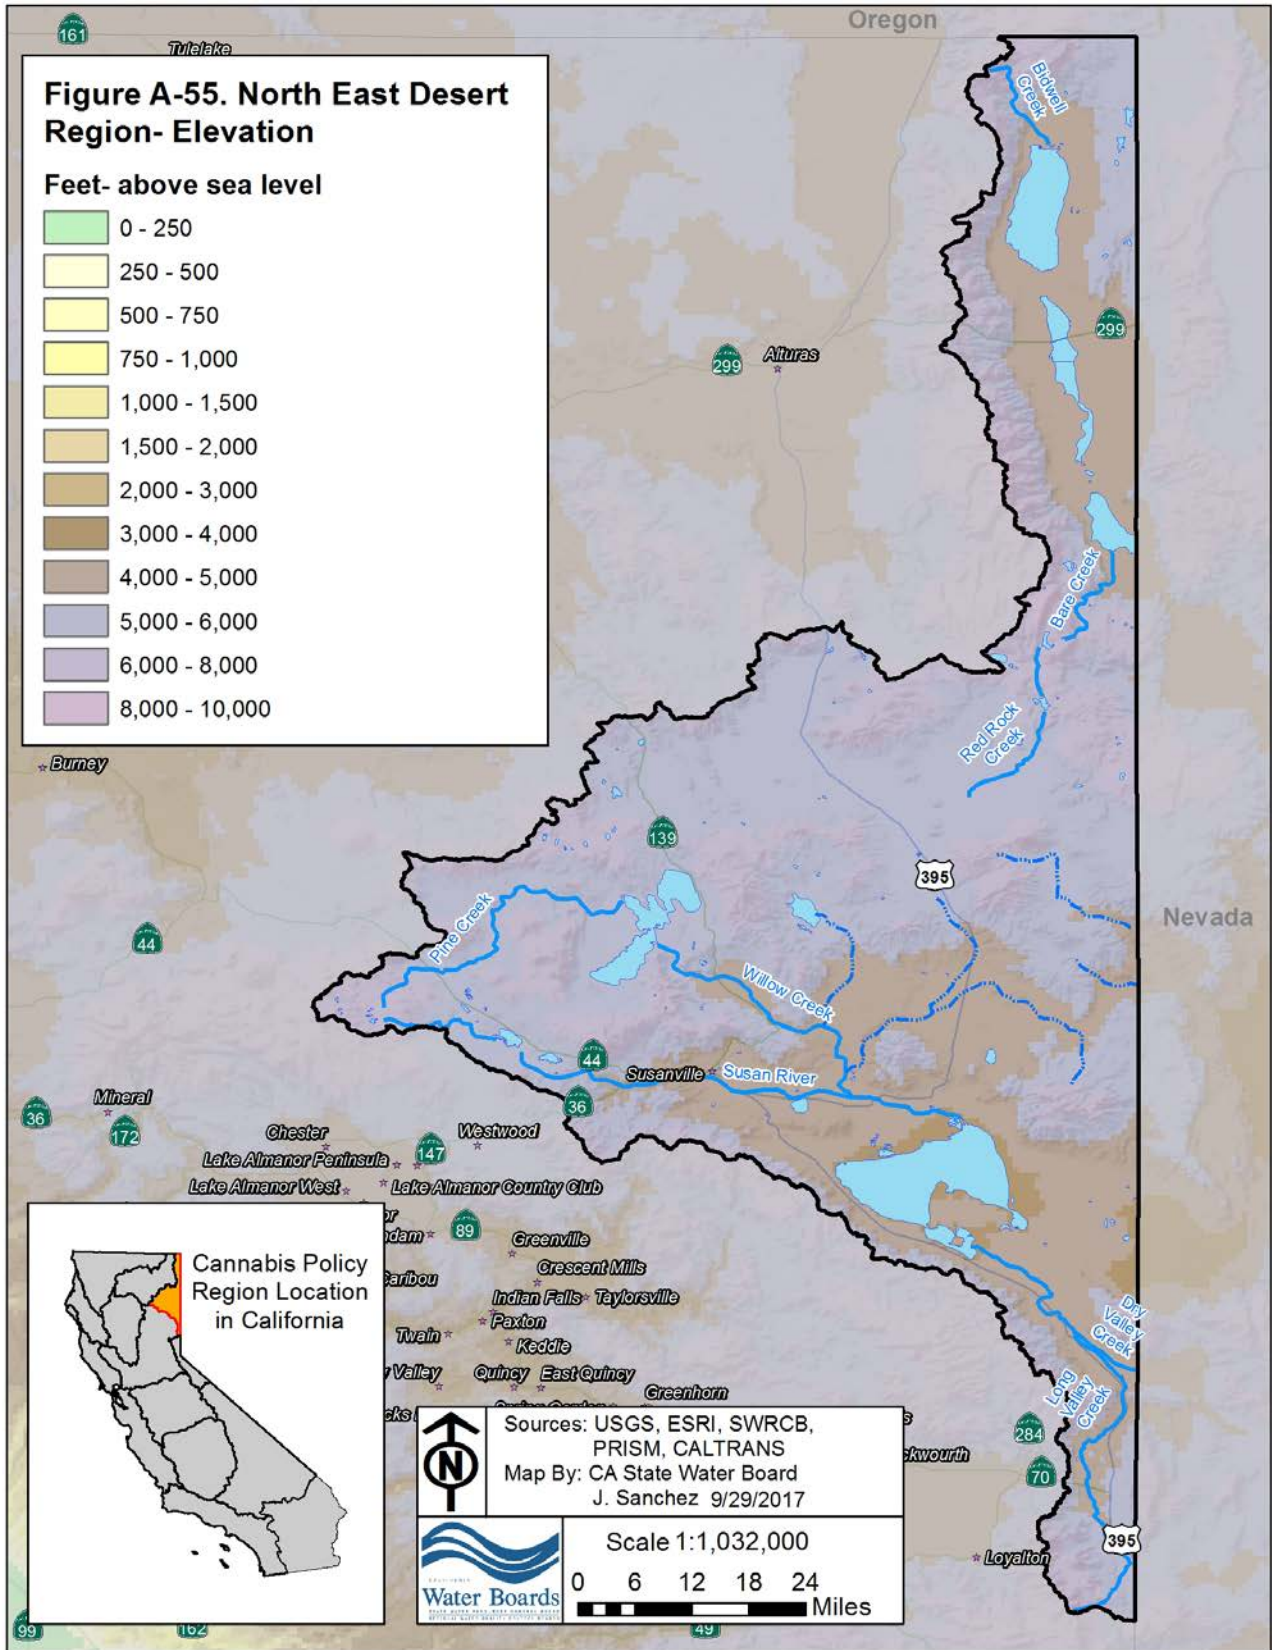 Oregon
161
Tulelake
Figure A-55. North East Desert
Region- Elevation
Feet- above sea level
0 - 250
250 - 500
500 - 750
750 - 1,000
1,000 - 1,500
1,500 - 2,000
2,000 - 3,000
3,000 - 4,000
4,000 - 5,000
5,000 - 6,000
6,000 - 8,000
8,000 - 10,000
Bidwell
Creek
299
299
Alturas
Bare Creek
Red Rock
Creek
Burney
139
395
Nevada
44
Pine Creek
Willow Creek
44
Susanville
Susan River
36
36
Mineral
172
Chester
147
Westwood
Lake Almanor Peninsula
Lake Almanor West
Lake Almanor Country Club
or
dam
89
Greenville
Caribou
Crescent Mills
Indian Falls
Taylorsville
Paxton
Twain
Keddie
Valley
Quincy
East Quincy
Greenhorn
Dry
Valley
Creek
Long
Valley
Creek
284
ckwourth
70
395
Loyalton
Cannabis Policy
Region Location
in California
N
Sources: USGS, ESRI, SWRCB,
PRISM, CALTRANS
Map By: CA State Water Board
J. Sanchez 9/29/2017
Water Boards
Scale 1:1,032,000
0 6 12 18 24
Miles
99
162
49